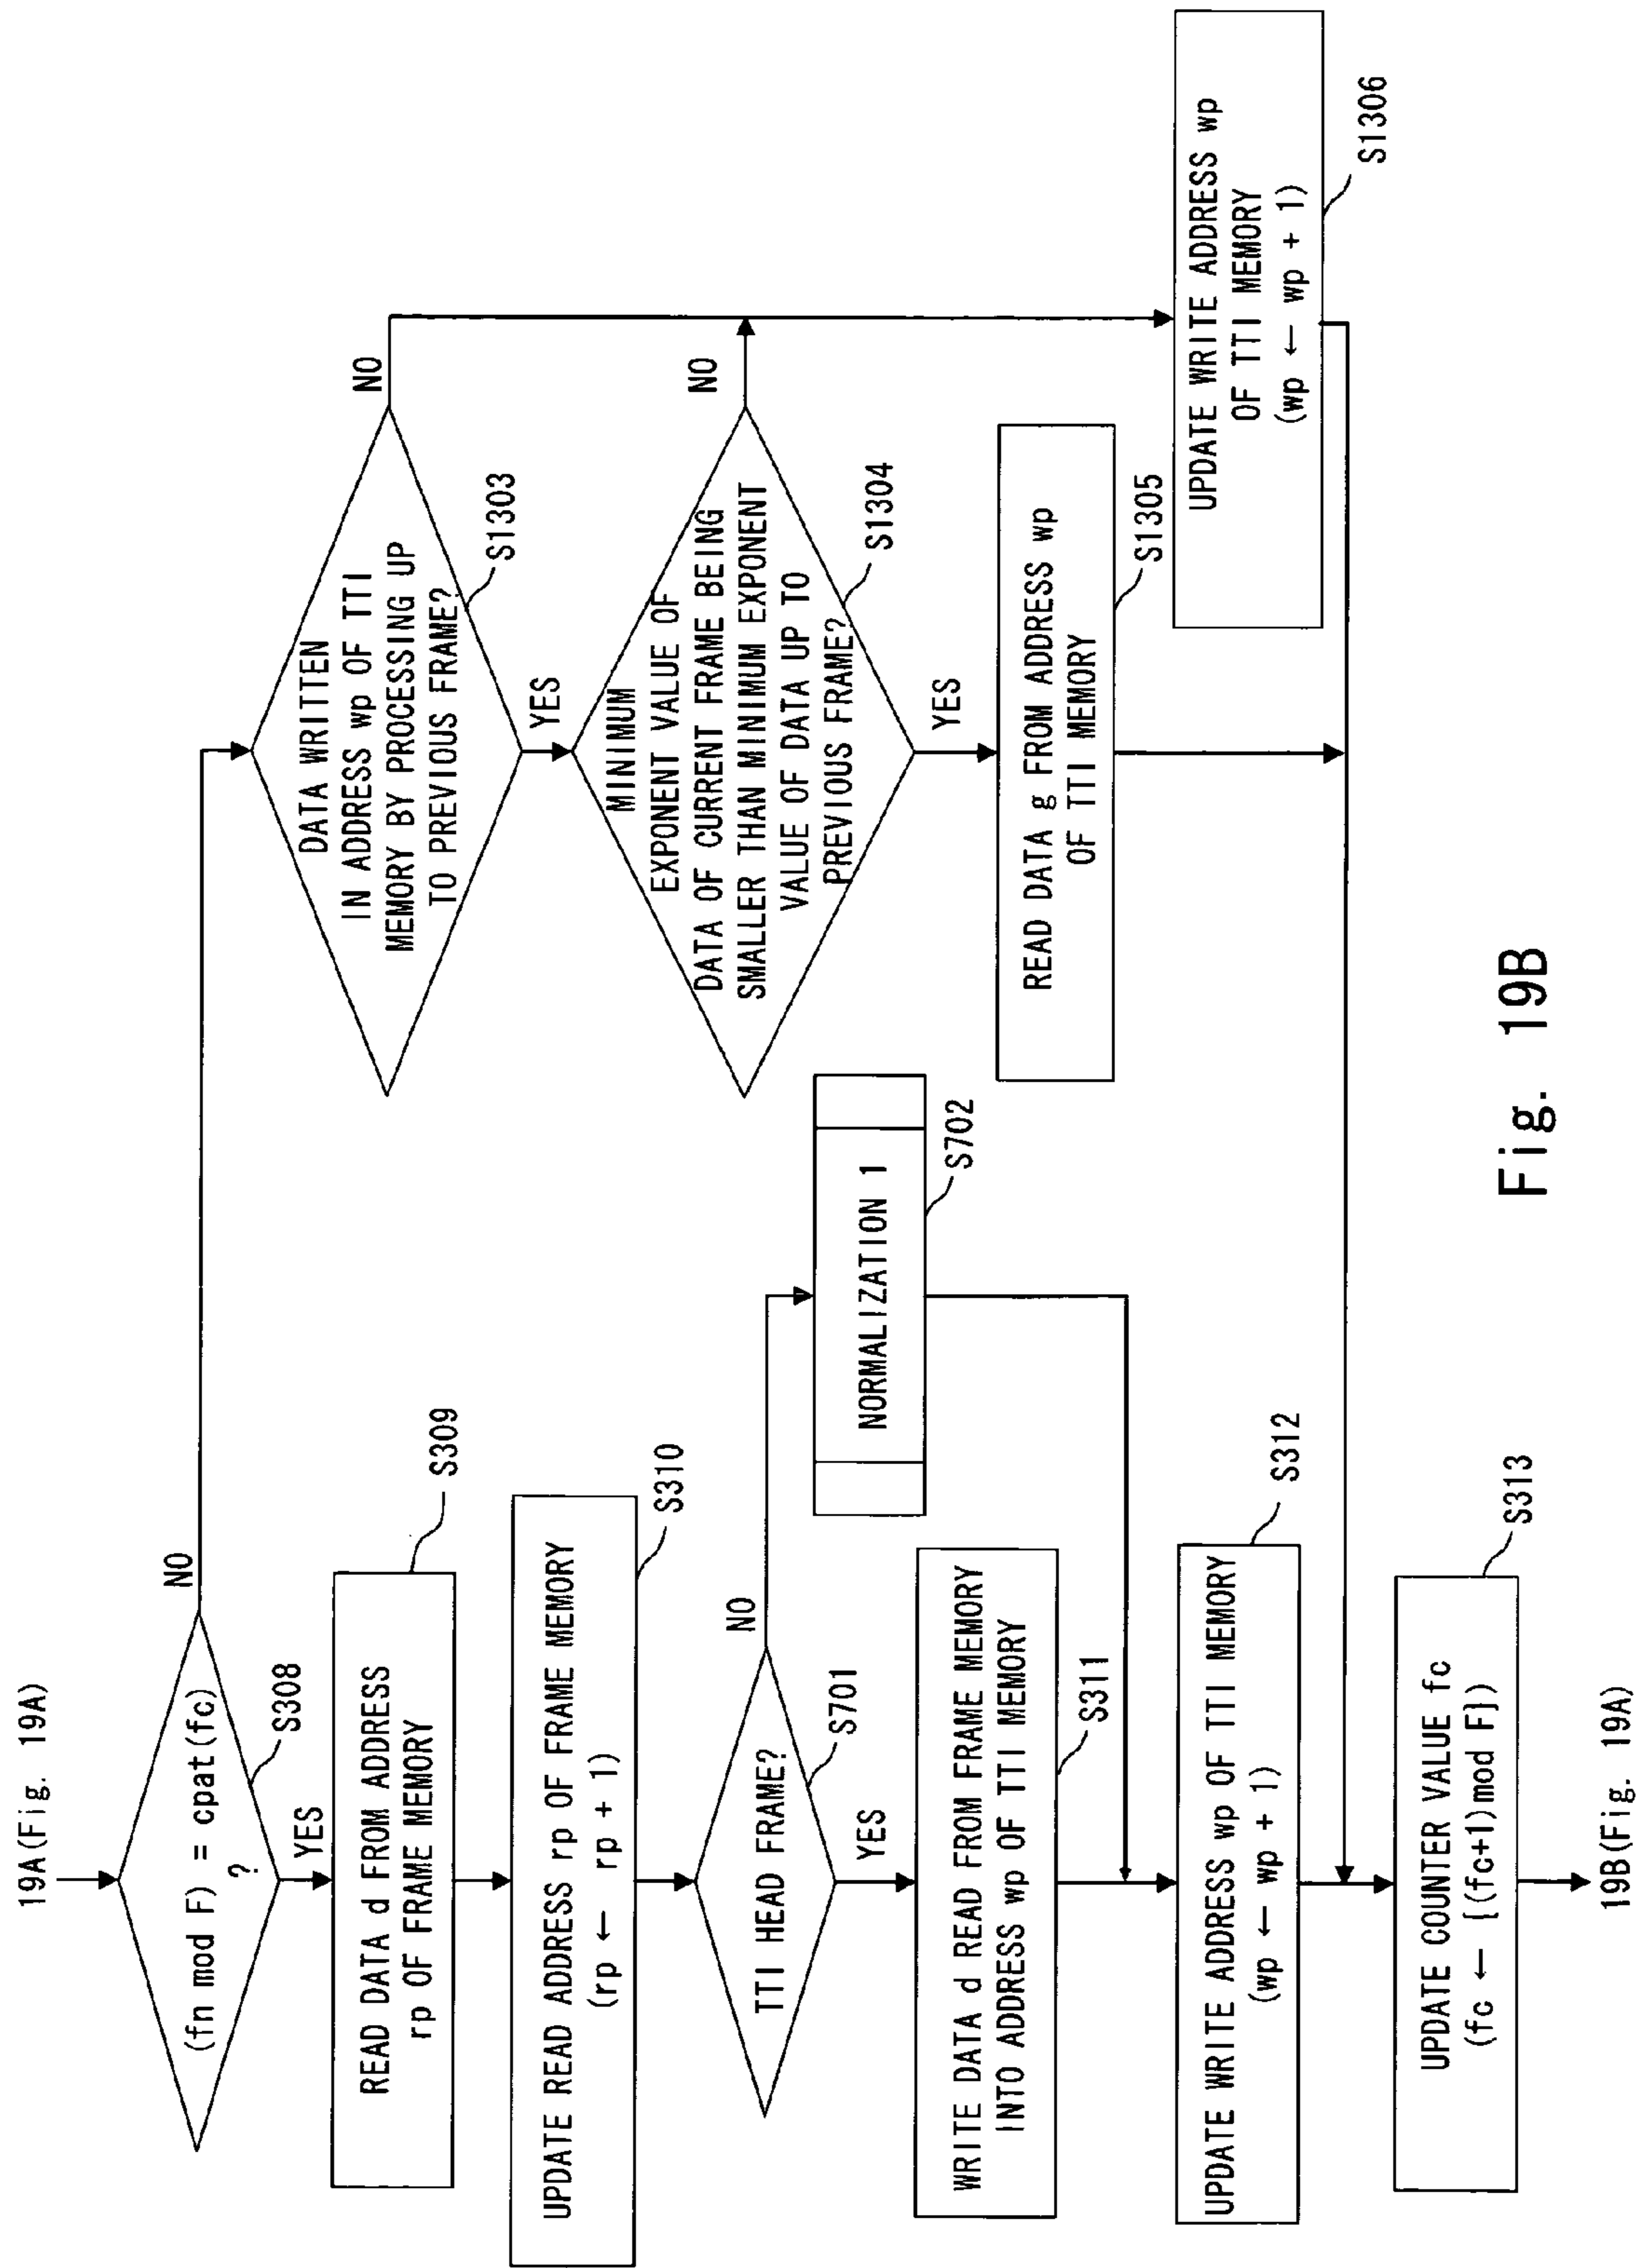 19A(Fig. 19A)
(fn mod F) = cpat(fc)
?
S308
NO
YES
READ DATA d FROM ADDRESS
rp OF FRAME MEMORY
S309
UPDATE READ ADDRESS rp OF FRAME MEMORY
(rp ← rp + 1)
S310
TTI HEAD FRAME?
S701
NO
YES
NORMALIZATION 1
S702
WRITE DATA d READ FROM FRAME MEMORY
INTO ADDRESS wp OF TTI MEMORY
S311
UPDATE WRITE ADDRESS wp OF TTI MEMORY
(wp ← wp + 1)
S312
UPDATE COUNTER VALUE fc
(fc ← {(fc+1)mod F})
S313
19B(Fig. 19A)
DATA WRITTEN
IN ADDRESS wp OF TTI
MEMORY BY PROCESSING UP
TO PREVIOUS FRAME?
S1303
NO
YES
MINIMUM
EXPONENT VALUE OF
DATA OF CURRENT FRAME BEING
SMALLER THAN MINIMUM EXPONENT
VALUE OF DATA UP TO
PREVIOUS FRAME?
S1304
NO
YES
READ DATA g FROM ADDRESS wp
OF TTI MEMORY
S1305
UPDATE WRITE ADDRESS wp
OF TTI MEMORY
(wp ← wp + 1)
S1306
Fig. 19B